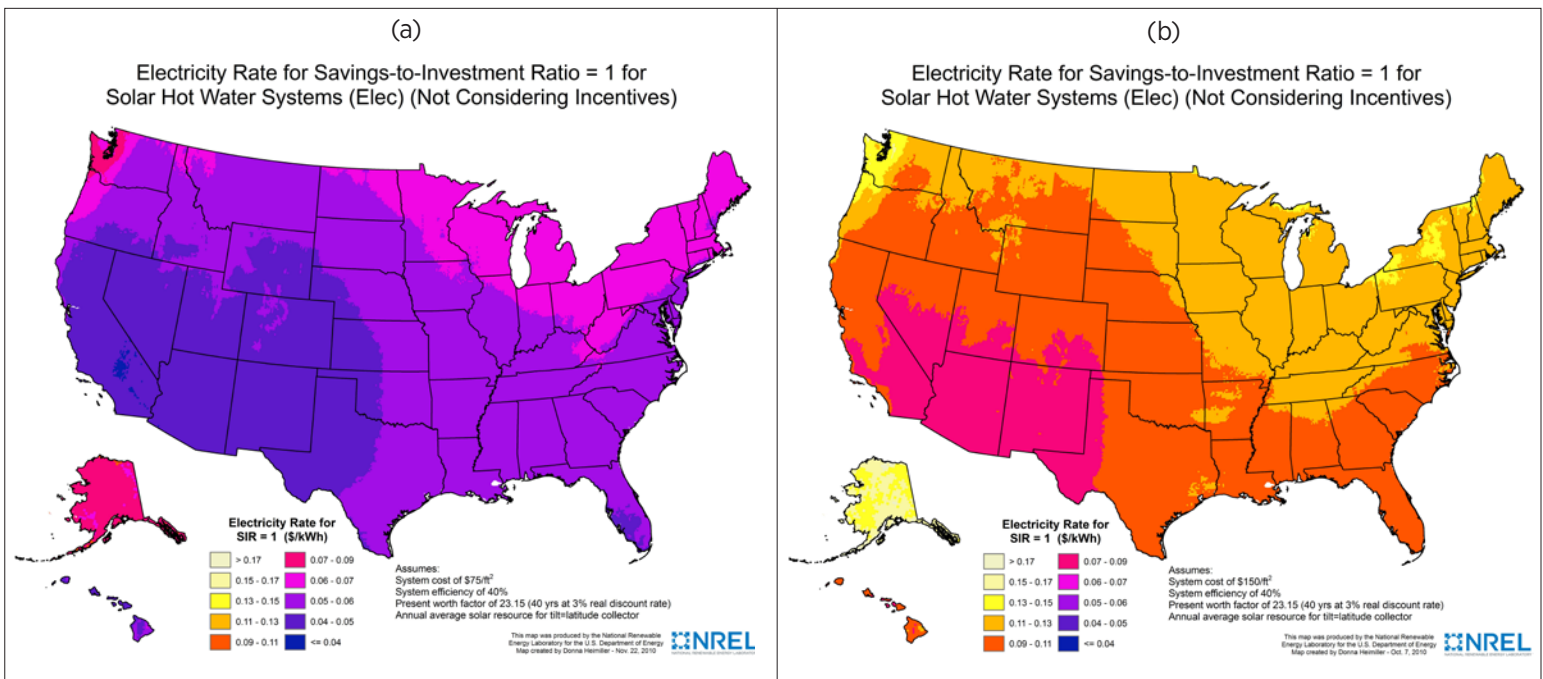 (a)
Electricity Rate for Savings-to-Investment Ratio = 1 for
Solar Hot Water Systems (Elec) (Not Considering Incentives)
Electricity Rate for
SIR = 1 ($/kWh)
> 0.17
0.07 - 0.09
0.15 - 0.17
0.06 - 0.07
0.13 - 0.15
0.05 - 0.06
0.11 - 0.13
0.04 - 0.05
0.09 - 0.11
<= 0.04
Assumes:
System cost of $75/ft²
System efficiency of 40%
Present worth factor of 23.15 (40 yrs at 3% real discount rate)
Annual average solar resource for tilt=latitude collector
This map was produced by the National Renewable
Energy Laboratory for the U.S. Department of Energy
Map created by Donna Heimiller - Nov. 22, 2010
NREL
NATIONAL RENEWABLE ENERGY LABORATORY
(b)
Electricity Rate for Savings-to-Investment Ratio = 1 for
Solar Hot Water Systems (Elec) (Not Considering Incentives)
Electricity Rate for
SIR = 1 ($/kWh)
> 0.17
0.07 - 0.09
0.15 - 0.17
0.06 - 0.07
0.13 - 0.15
0.05 - 0.06
0.11 - 0.13
0.04 - 0.05
0.09 - 0.11
<= 0.04
Assumes:
System cost of $150/ft²
System efficiency of 40%
Present worth factor of 23.15 (40 yrs at 3% real discount rate)
Annual average solar resource for tilt=latitude collector
This map was produced by the National Renewable
Energy Laboratory for the U.S. Department of Energy
Map created by Donna Heimiller - Oct. 7, 2010
NREL
NATIONAL RENEWABLE ENERGY LABORATORY